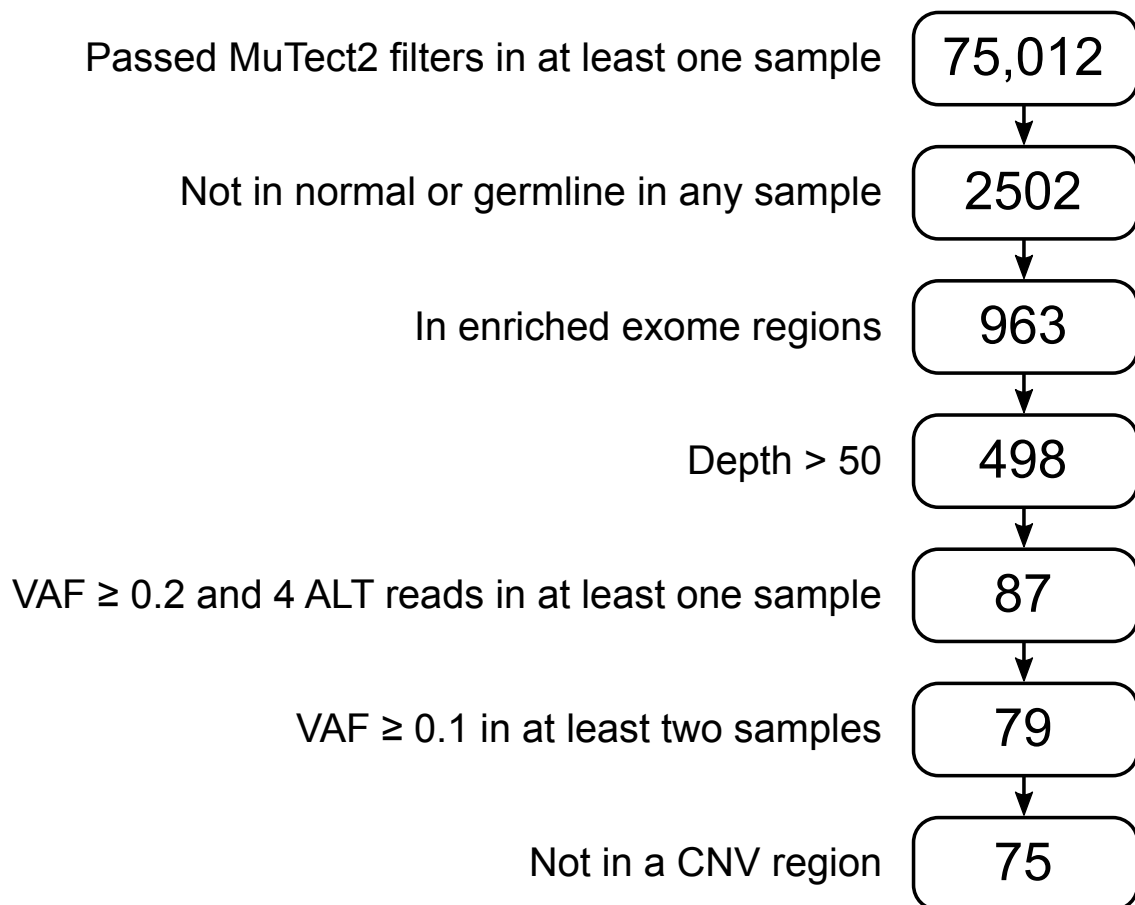 Passed MuTect2 filters in at least one sample 75,012
Not in normal or germline in any sample 2502
In enriched exome regions 963
Depth > 50 498
VAF ≥ 0.2 and 4 ALT reads in at least one sample 87
VAF ≥ 0.1 in at least two samples 79
Not in a CNV region 75